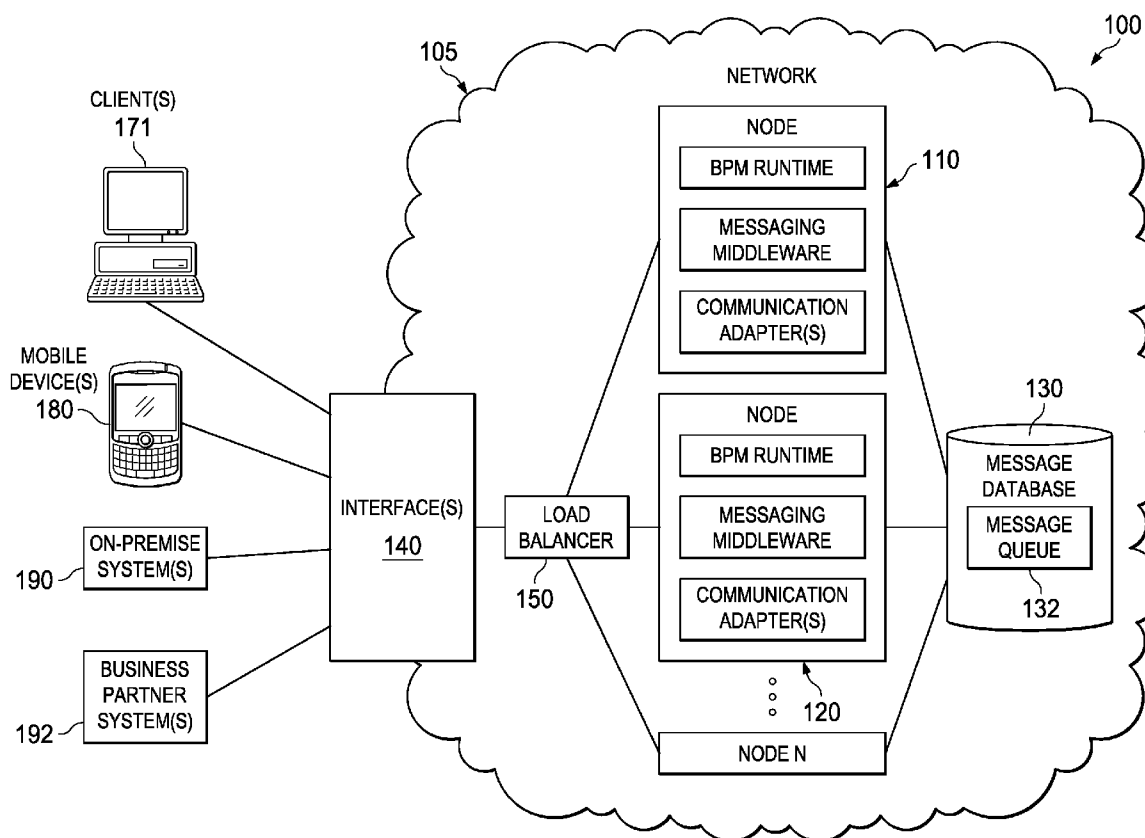 100
105
NETWORK
CLIENT(S)
171
NODE
BPM RUNTIME
110
MESSAGING
MIDDLEWARE
COMMUNICATION
ADAPTER(S)
MOBILE
DEVICE(S)
180
INTERFACE(S)
140
LOAD
BALANCER
150
NODE
BPM RUNTIME
MESSAGING
MIDDLEWARE
COMMUNICATION
ADAPTER(S)
120
130
MESSAGE
DATABASE
MESSAGE
QUEUE
132
ON-PREMISE
SYSTEM(S)
190
BUSINESS
PARTNER
SYSTEM(S)
192
NODE N